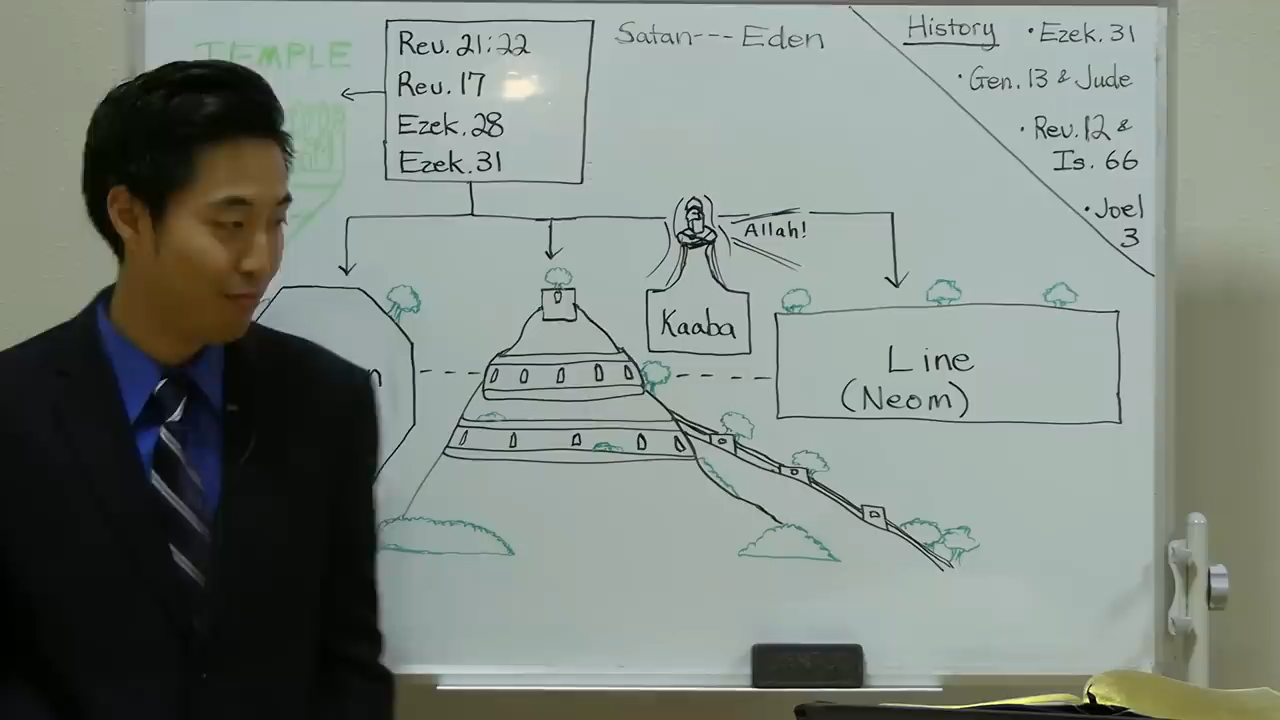 TEMPLE
Rev. 21:22
Rev. 17
Ezek. 28
Ezek. 31
Satan---Eden
History
• Ezek. 31
• Gen. 13 & Jude
• Rev. 12 &
Is. 66
• Joel
3
Allah!
Kaaba
Line
(Neom)